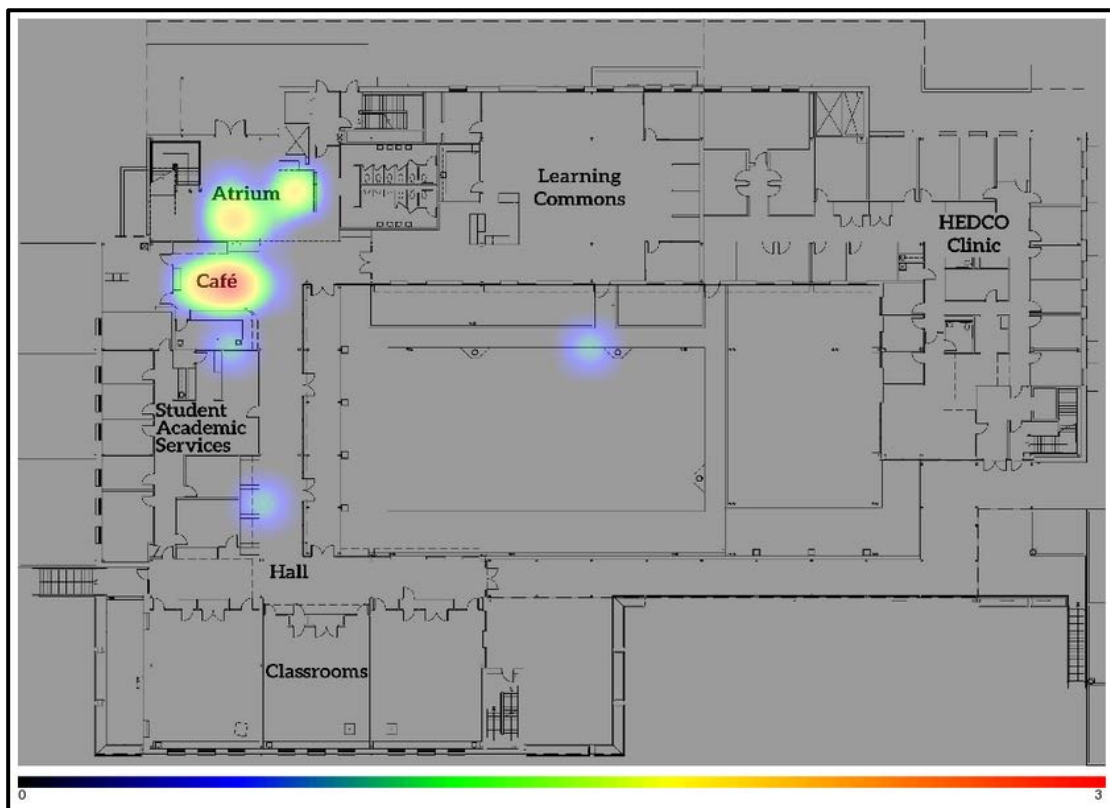 Atrium
Learning
Commons
HEDCO
Clinic
Café
Student
Academic
Services
Hall
Classrooms
0
3